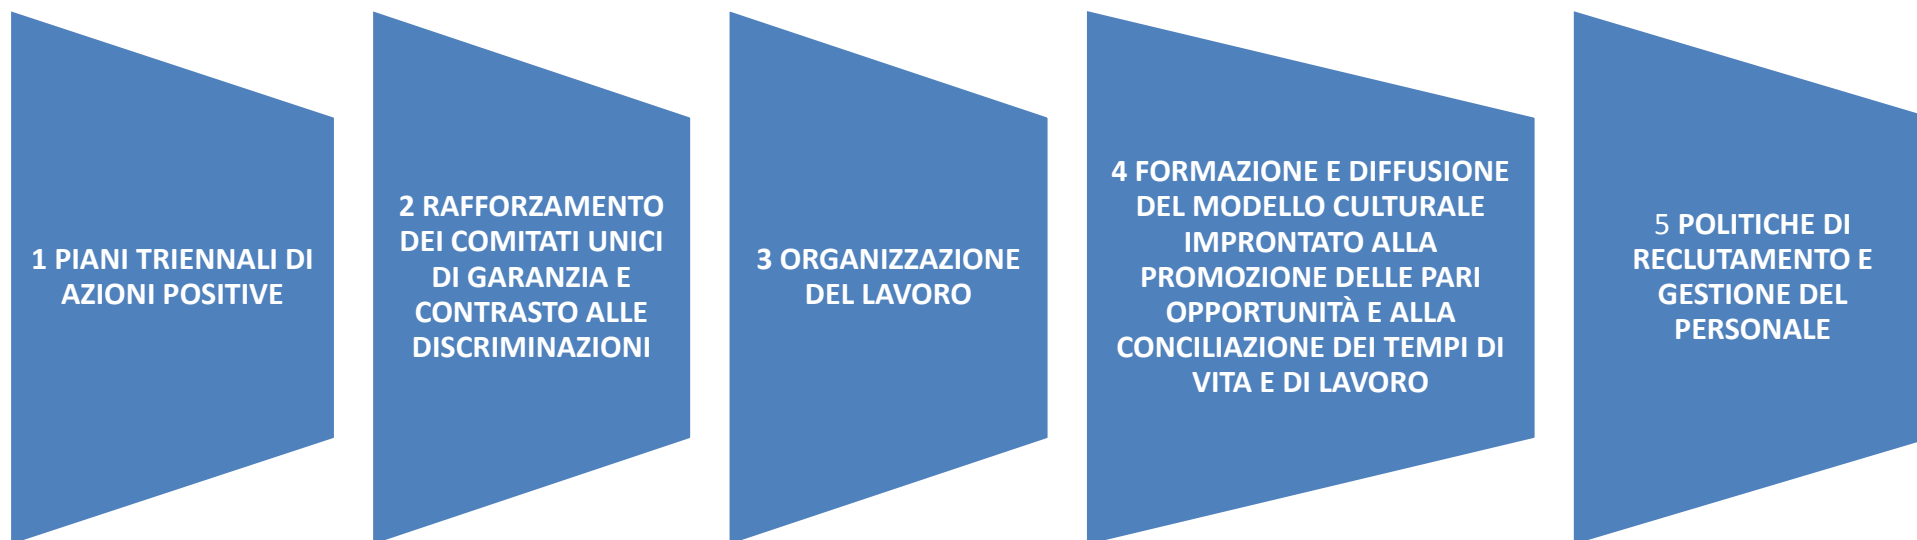 1 PIANI TRIENNALI DI
AZIONI POSITIVE
2 RAFFORZAMENTO
DEI COMITATI UNICI
DI GARANZIA E
CONTRASTO ALLE
DISCRIMINAZIONI
3 ORGANIZZAZIONE
DEL LAVORO
4 FORMAZIONE E DIFFUSIONE
DEL MODELLO CULTURALE
IMPRONTATO ALLA
PROMOZIONE DELLE PARI
OPPORTUNITÀ E ALLA
CONCILIAZIONE DEI TEMPI DI
VITA E DI LAVORO
5 POLITICHE DI
RECLUTAMENTO E
GESTIONE DEL
PERSONALE